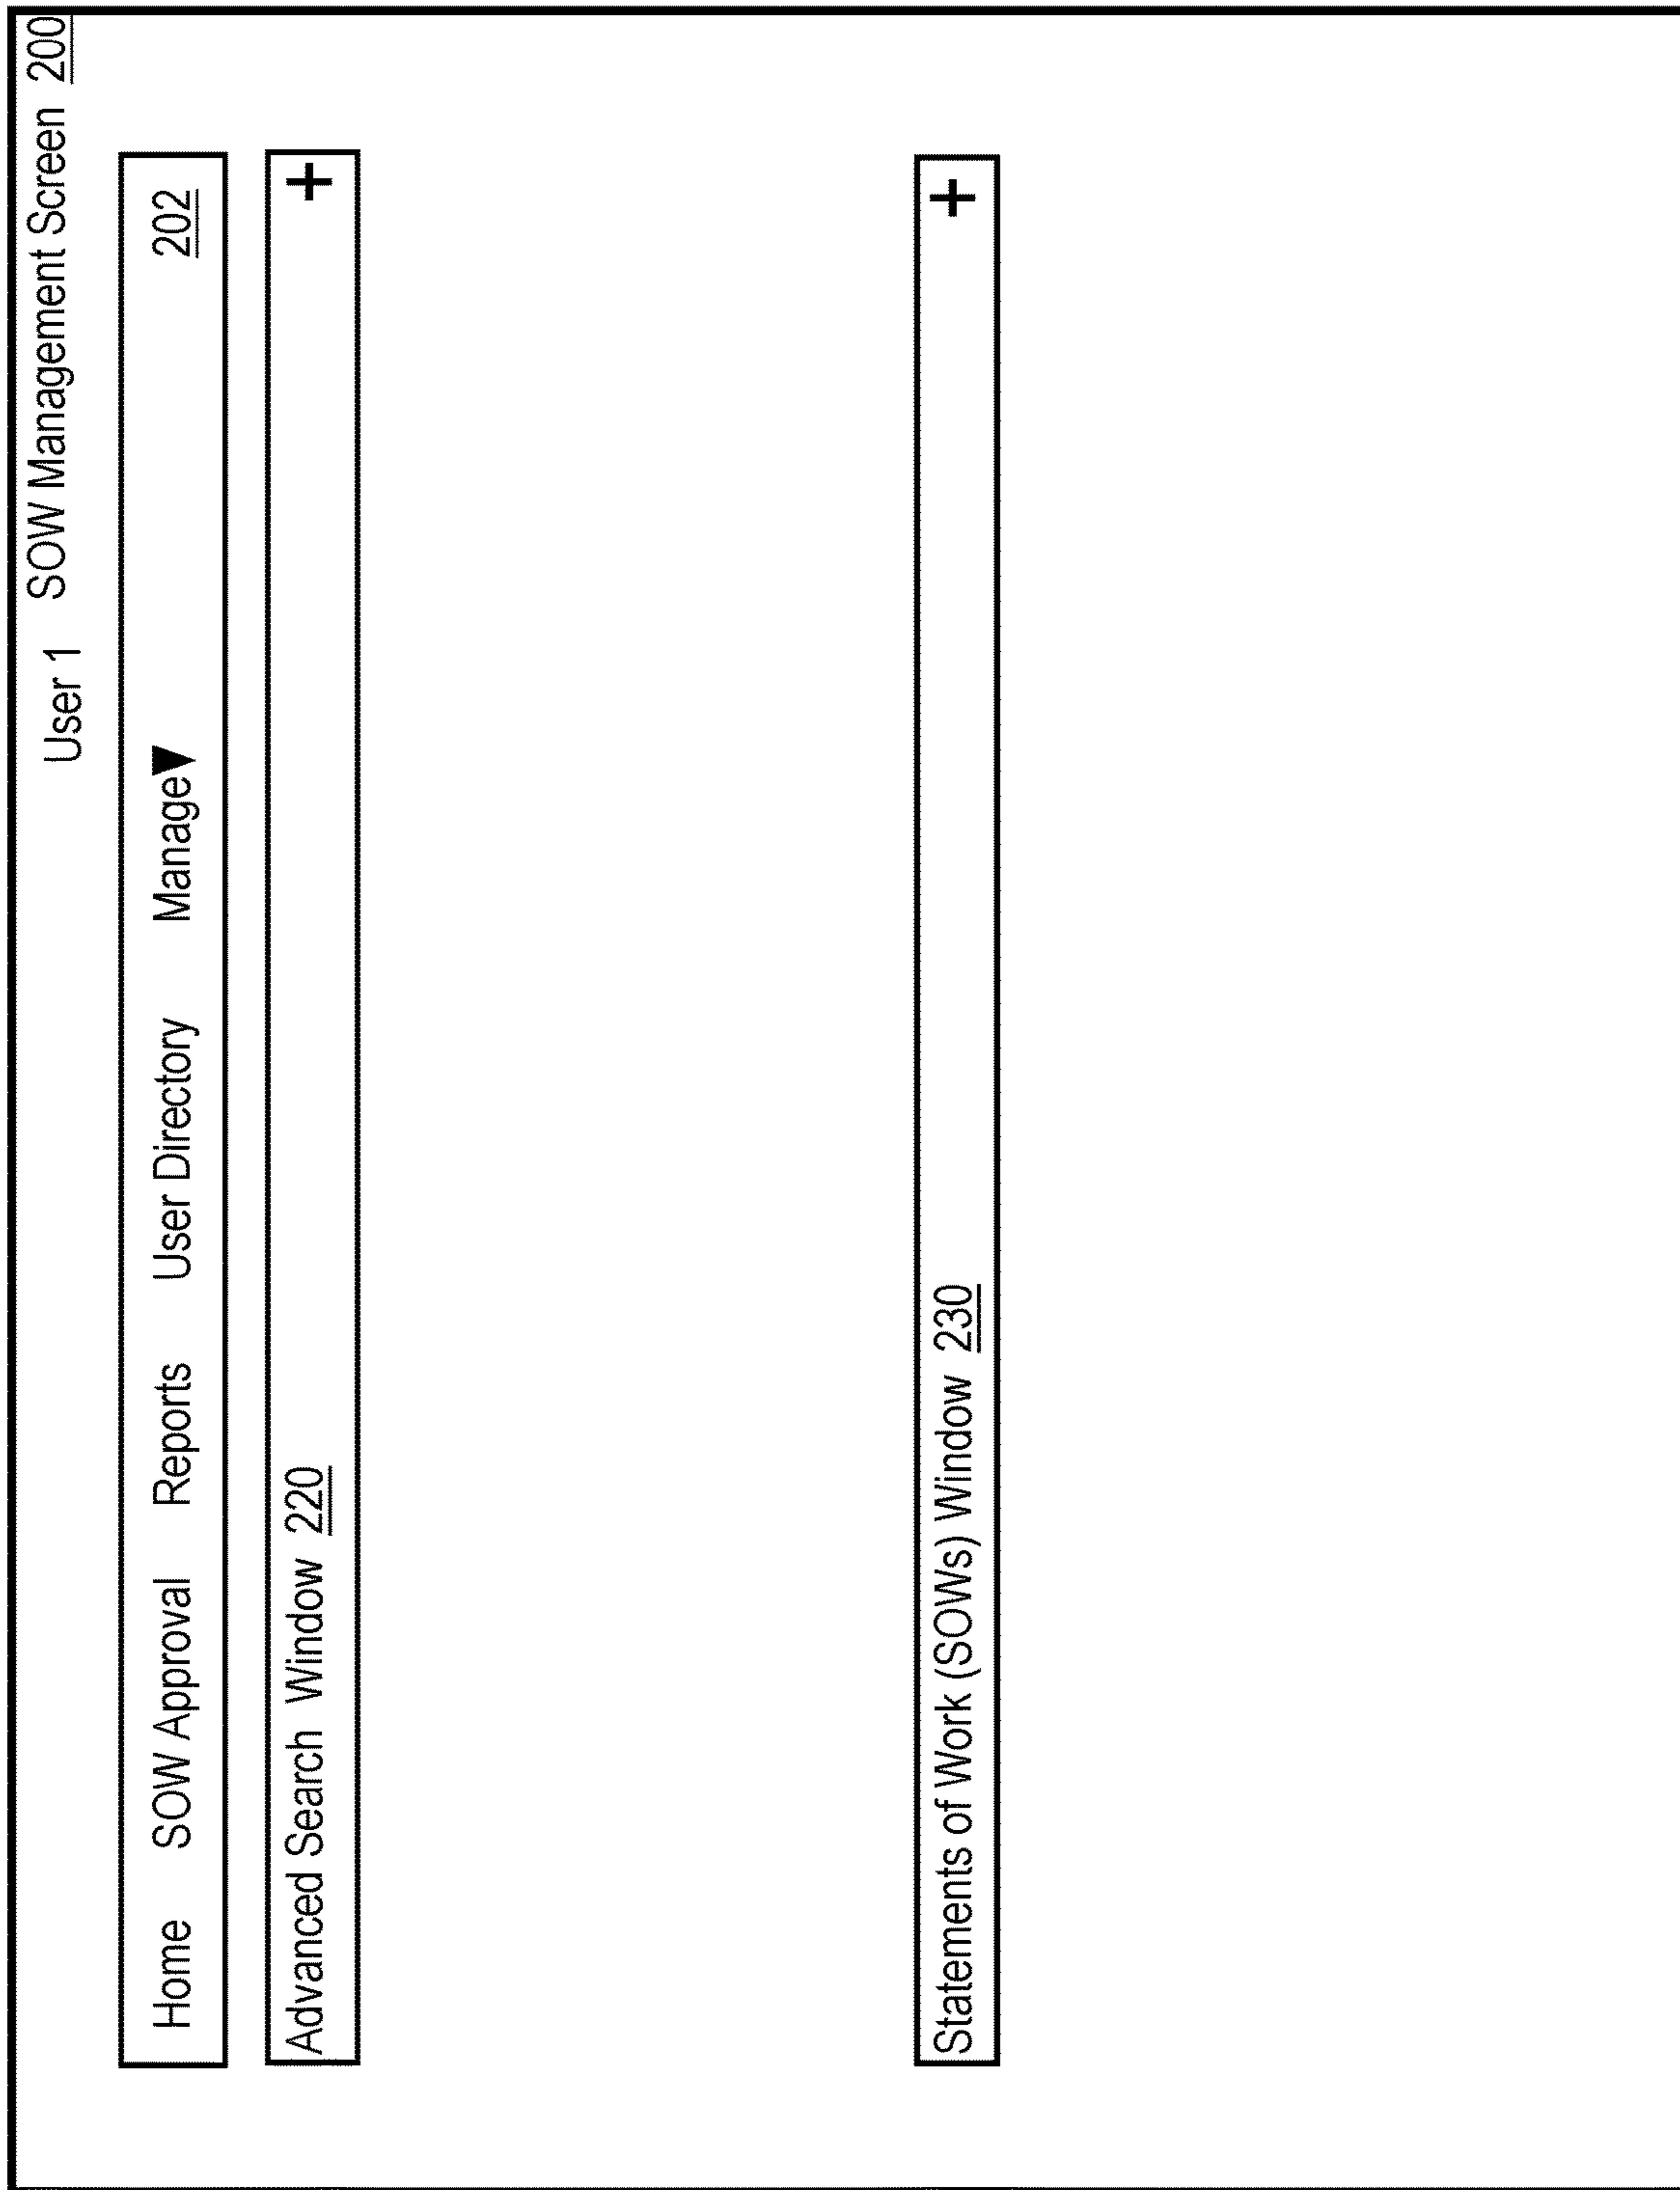 User 1 SOW Management Screen 200
Home SOW Approval Reports User Directory Manage▼ 202
Advanced Search Window 220 +
Statements of Work (SOWs) Window 230 +